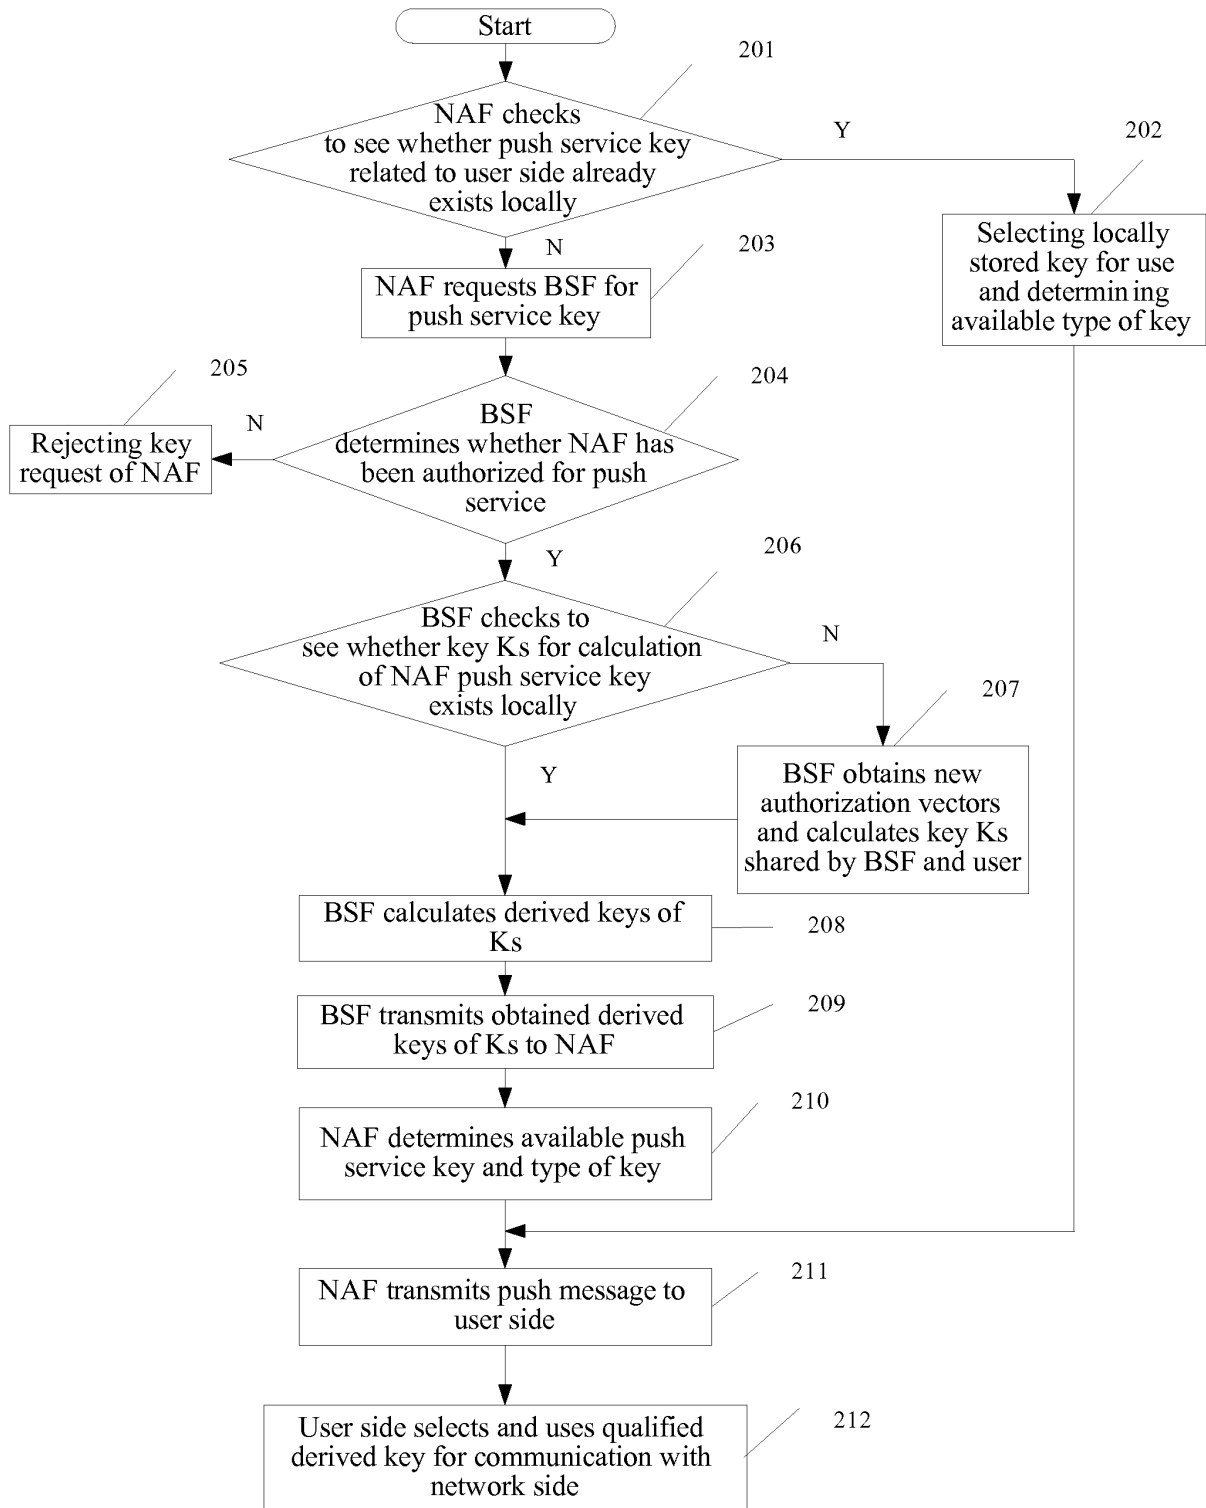 Start
201
NAF checks
to see whether push service key
related to user side already
exists locally
Y
202
Selecting locally
stored key for use
and determining
available type of key
N
203
NAF requests BSF for
push service key
205
N
Rejecting key
request of NAF
204
BSF
determines whether NAF has
been authorized for push
service
Y
206
BSF checks to
see whether key Ks for calculation
of NAF push service key
exists locally
N
207
Y
BSF obtains new
authorization vectors
and calculates key Ks
shared by BSF and user
BSF calculates derived keys of
Ks
208
BSF transmits obtained derived
keys of Ks to NAF
209
NAF determines available push
service key and type of key
210
NAF transmits push message to
user side
211
User side selects and uses qualified
derived key for communication with
network side
212